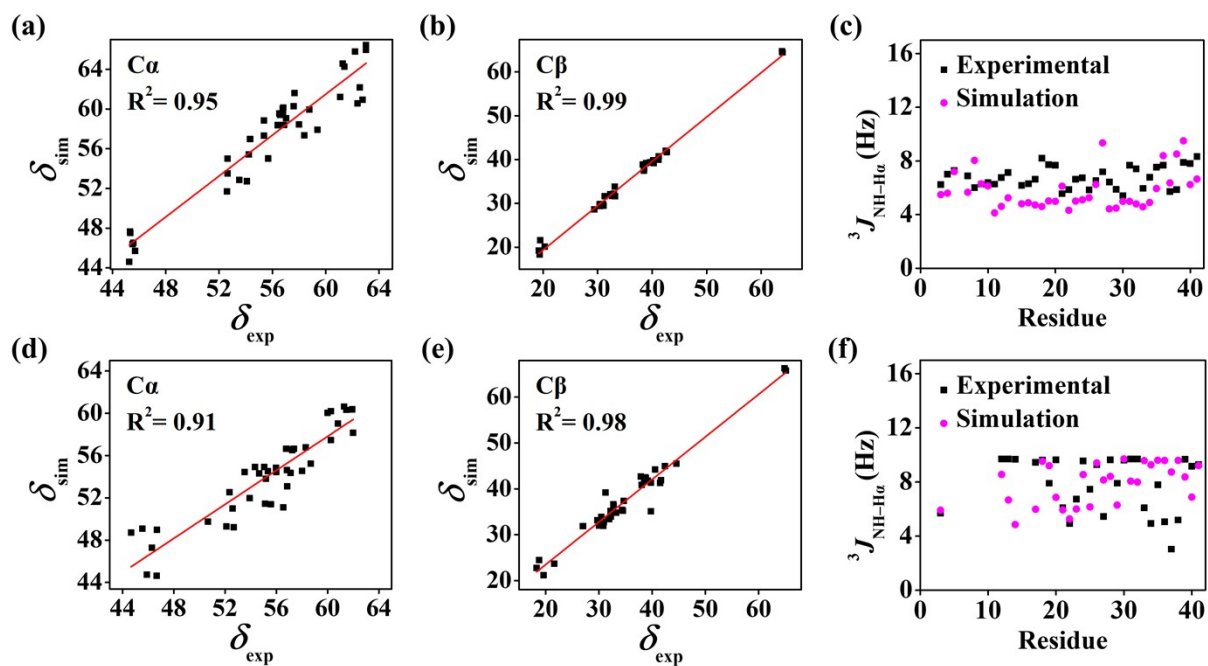 (a)
Cα
R²= 0.95
δsim
64
60
56
52
48
44
44 48 52 56 60 64
δexp
(b)
Cβ
R²= 0.99
δsim
60
50
40
30
20
20 30 40 50 60
δexp
(c)
Experimental
Simulation
³JNH–Hα(Hz)
16
12
8
4
0
0 10 20 30 40
Residue
(d)
Cα
R²= 0.91
δsim
64
60
56
52
48
44
44 48 52 56 60 64
δexp
(e)
Cβ
R²= 0.98
δsim
60
50
40
30
20
20 30 40 50 60
δexp
(f)
Experimental
Simulation
³JNH–Hα(Hz)
16
12
8
4
0
0 10 20 30 40
Residue